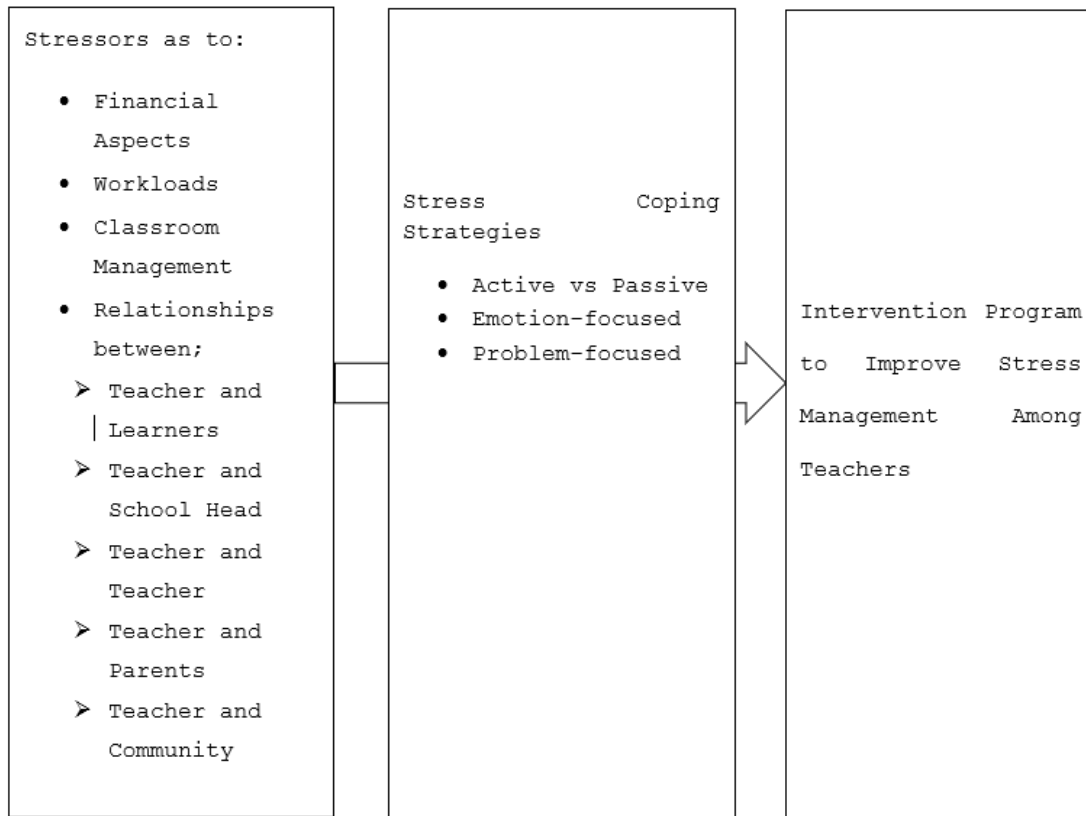 Stressors as to:
• Financial
Aspects
• Workloads
• Classroom
Management
• Relationships
between;
➢ Teacher and
Learners
➢ Teacher and
School Head
➢ Teacher and
Teacher
➢ Teacher and
Parents
➢ Teacher and
Community
Stress Coping
Strategies
• Active vs Passive
• Emotion-focused
• Problem-focused
Intervention Program
to Improve Stress
Management Among
Teachers